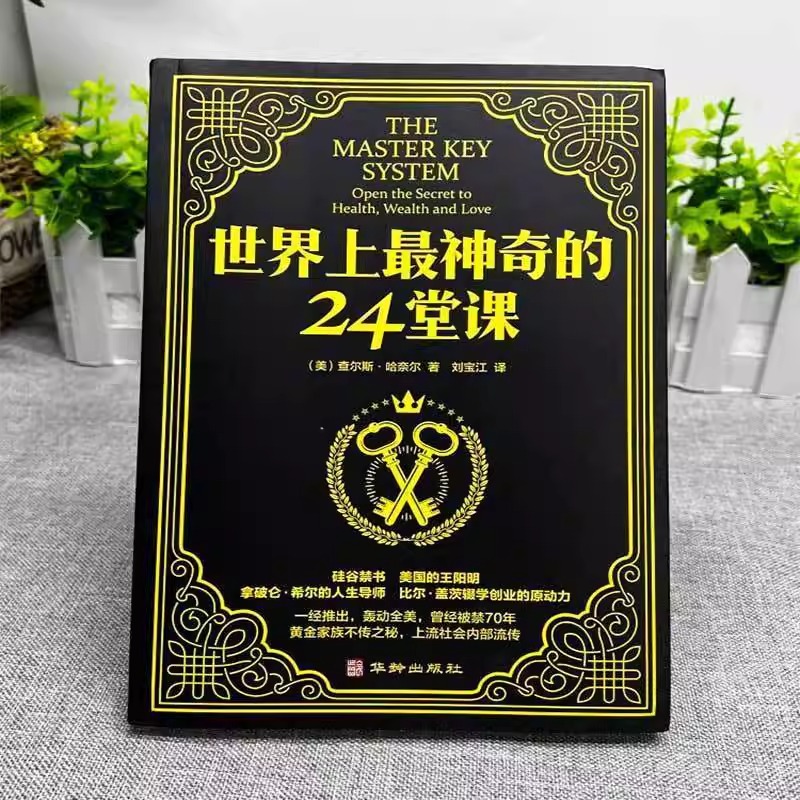 THE
MASTER KEY
SYSTEM
Open the Secret to
Health, Wealth and Love
世界上最神奇的
24堂课
（美）查尔斯·哈奈尔 著 刘宝江 译
硅谷禁书 美国的王阳明
拿破仑·希尔的人生导师 比尔·盖茨辍学创业的原动力
一经推出，轰动全美，曾经被禁70年
黄金家族不传之秘，上流社会内部流传
华龄出版社